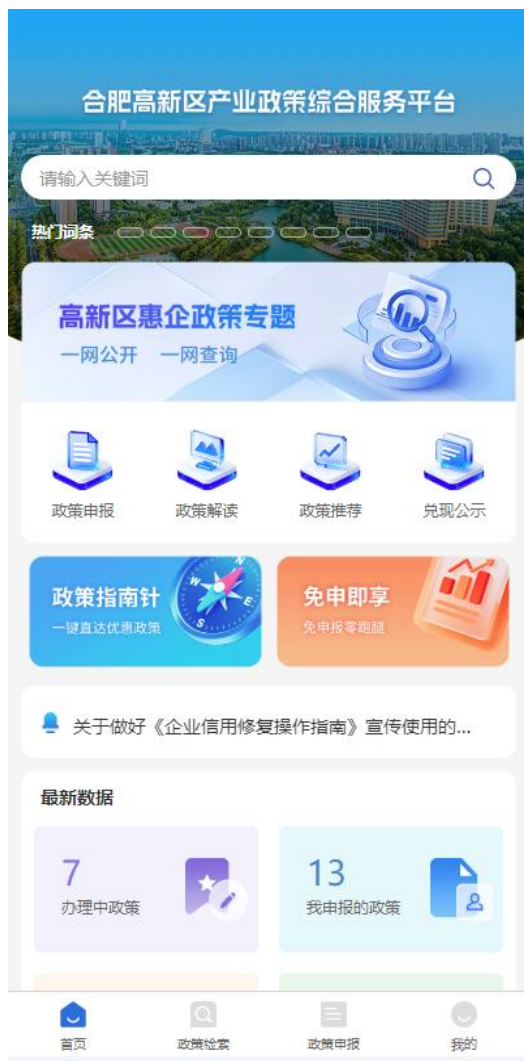 合肥高新区产业政策综合服务平台
请输入关键词
热门词条
高新区惠企政策专题
一网公开 一网查询
政策申报 政策解读 政策推荐 兑现公示
政策指南针 免申即享
一键直达优惠政策 免申报零跑腿
N
W
E
S
关于做好《企业信用修复操作指南》宣传使用的...
最新数据
7 13
办理中政策 我申报的政策
首页 政策检索 政策申报 我的